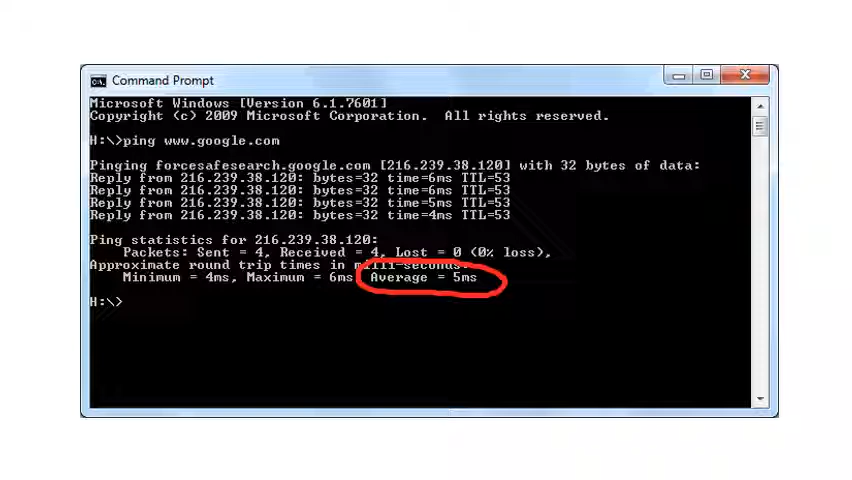 Command Prompt
Microsoft Windows [Version 6.1.7601]
Copyright (c) 2009 Microsoft Corporation.  All rights reserved.
H:\>ping www.google.com
Pinging forcesafesearch.google.com [216.239.38.120] with 32 bytes of data:
Reply from 216.239.38.120: bytes=32 time=6ms TTL=53
Reply from 216.239.38.120: bytes=32 time=6ms TTL=53
Reply from 216.239.38.120: bytes=32 time=5ms TTL=53
Reply from 216.239.38.120: bytes=32 time=4ms TTL=53
Ping statistics for 216.239.38.120:
Packets: Sent = 4, Received = 4, Lost = 0 (0% loss),
Approximate round trip times in milli-seconds:
Minimum = 4ms, Maximum = 6ms, Average = 5ms
H:\>